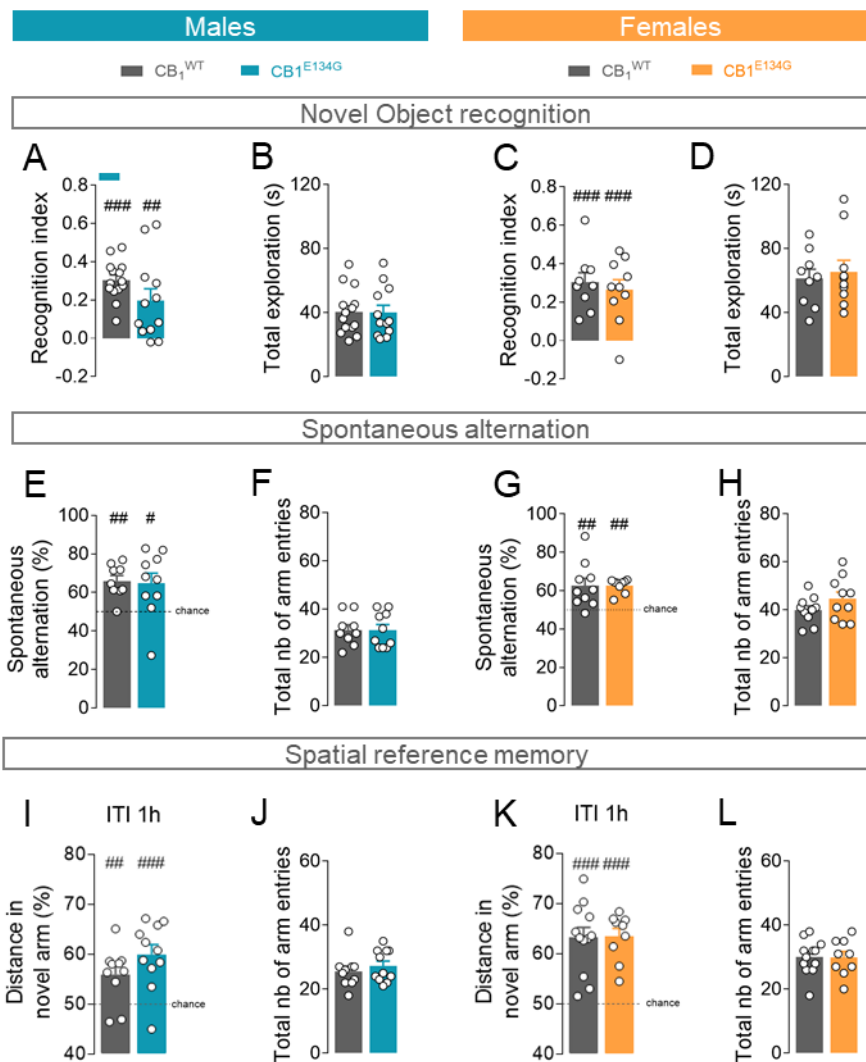 Males Females
CB₁ᵂᵀ CB1ᴱ¹³⁴ᴳ CB₁ᵂᵀ CB1ᴱ¹³⁴ᴳ
Novel Object recognition
A
Recognition index
0.8
0.6
0.4
0.2
0.0
-0.2
### ##
B
Total exploration (s)
120
80
40
0
C
Recognition index
0.8
0.6
0.4
0.2
0.0
-0.2
### ###
D
Total exploration (s)
120
80
40
0
Spontaneous alternation
E
Spontaneous
alternation (%)
100
80
60
40
20
0
## #
chance
F
Total nb of arm entries
80
60
40
20
0
G
Spontaneous
alternation (%)
100
80
60
40
20
0
## ##
chance
H
Total nb of arm entries
80
60
40
20
0
Spatial reference memory
I
ITI 1h
Distance in
novel arm (%)
80
70
60
50
40
## ###
chance
J
Total nb of arm entries
60
40
20
0
K
ITI 1h
Distance in
novel arm (%)
80
70
60
50
40
### ###
chance
L
Total nb of arm entries
60
40
20
0